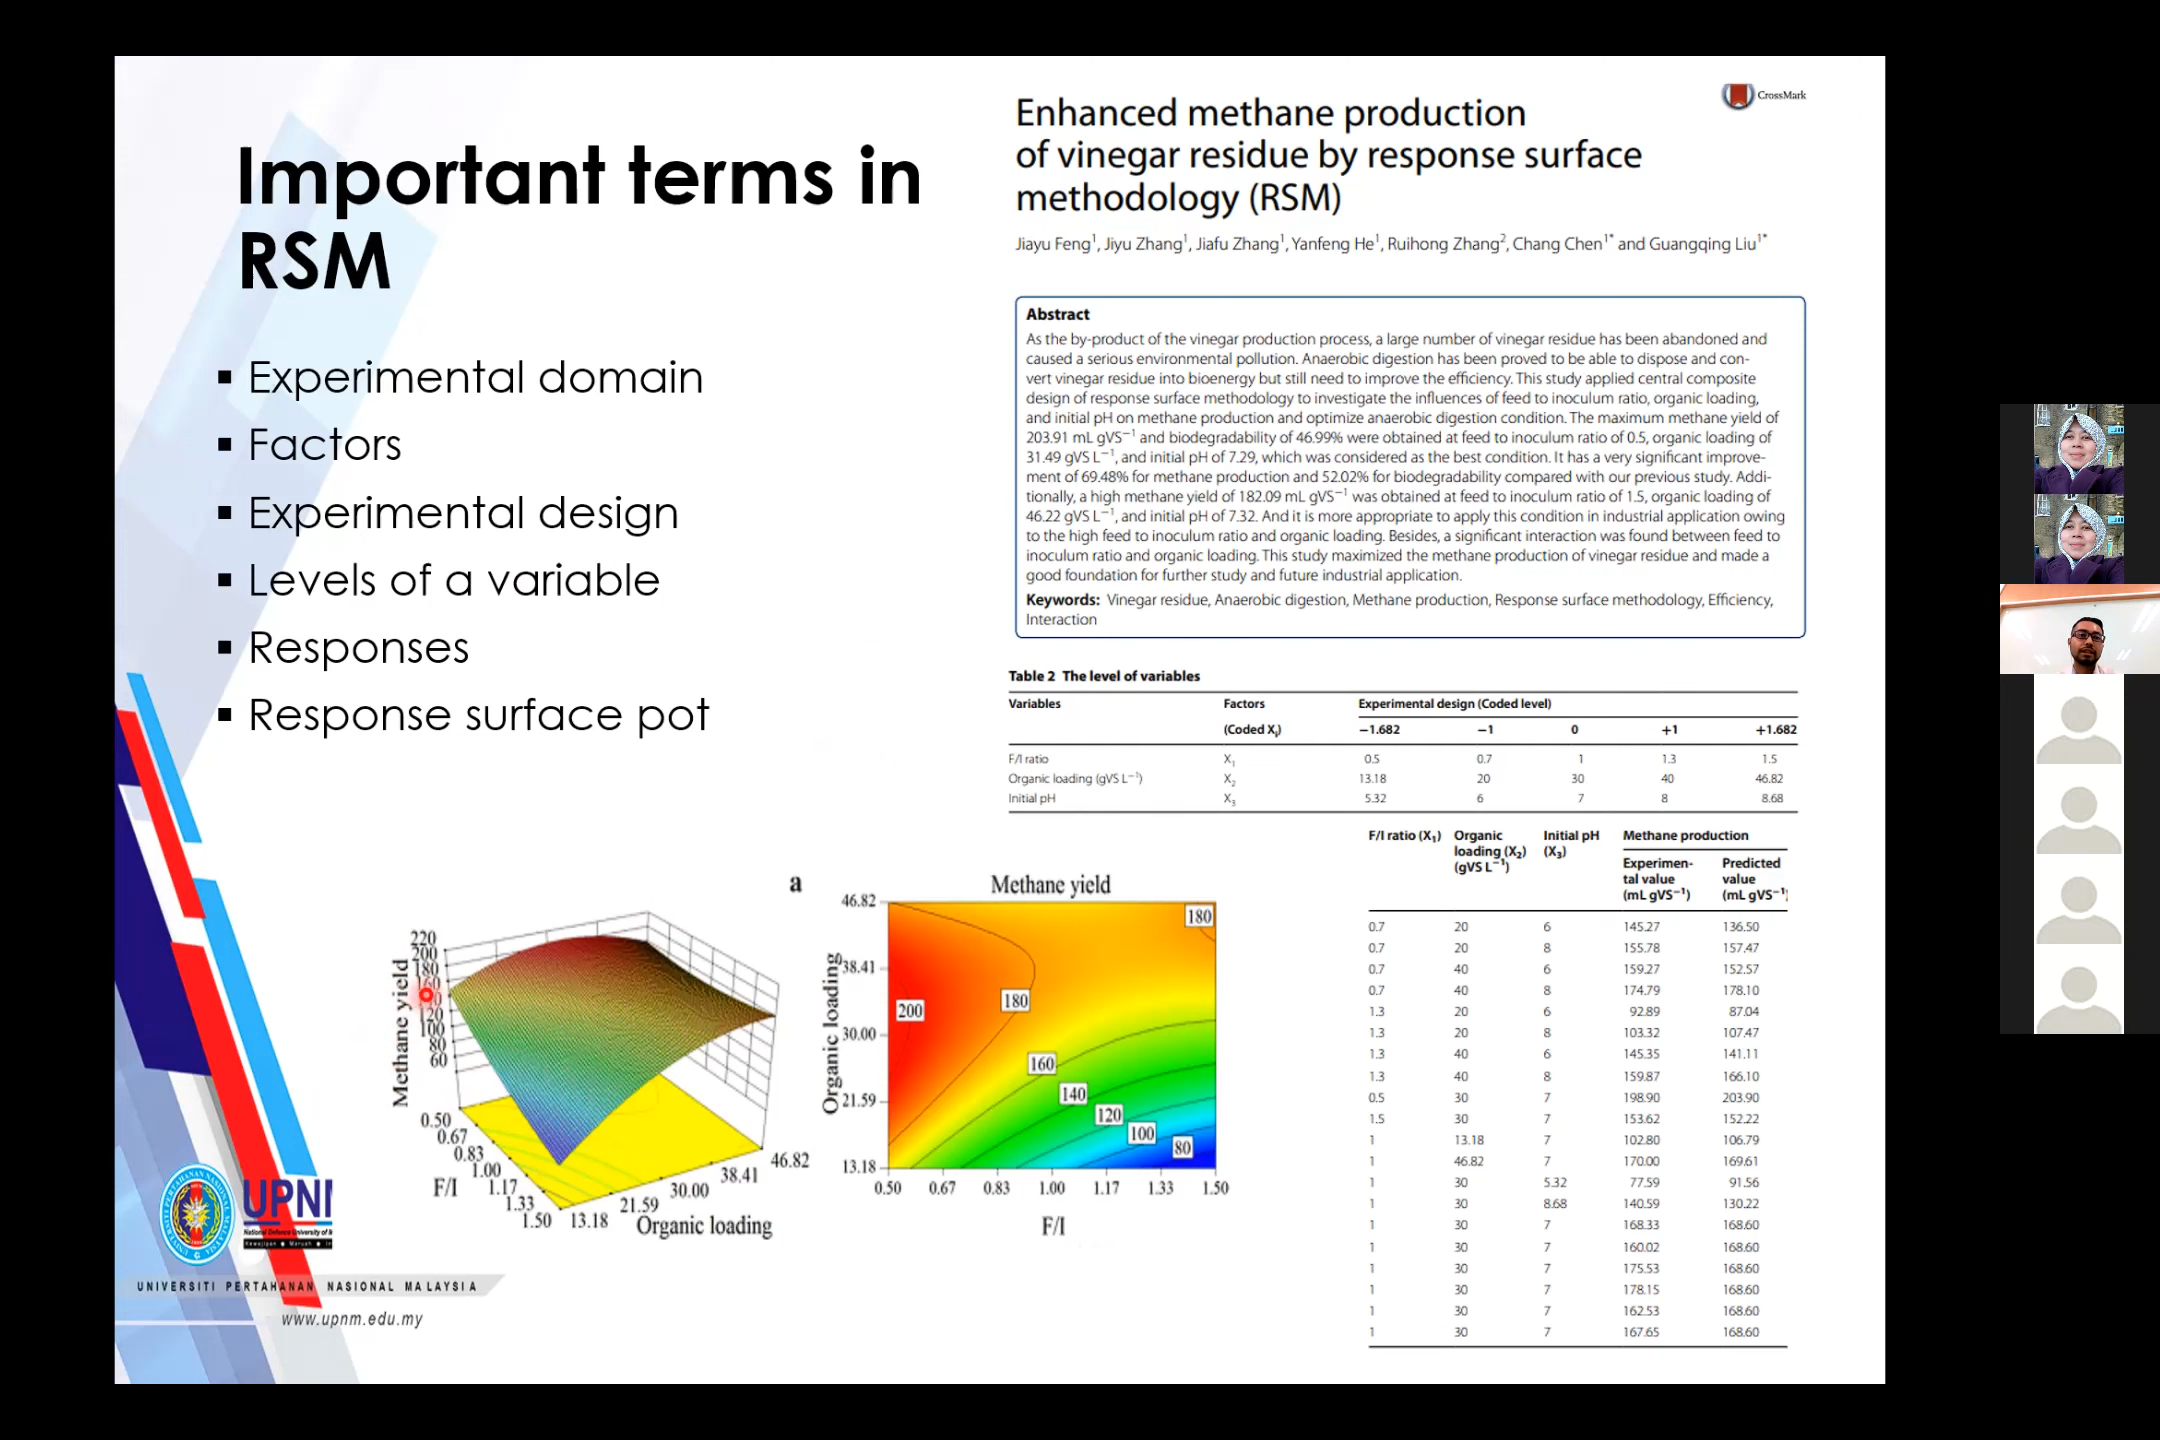 Important terms in
RSM
▪ Experimental domain
▪ Factors
▪ Experimental design
▪ Levels of a variable
▪ Responses
▪ Response surface pot
CrossMark
Enhanced methane production
of vinegar residue by response surface
methodology (RSM)
Jiayu Feng1, Jiyu Zhang1, Jiafu Zhang1, Yanfeng He1, Ruihong Zhang2, Chang Chen1* and Guangqing Liu1*
Abstract
As the by-product of the vinegar production process, a large number of vinegar residue has been abandoned and
caused a serious environmental pollution. Anaerobic digestion has been proved to be able to dispose and con-
vert vinegar residue into bioenergy but still need to improve the efficiency. This study applied central composite
design of response surface methodology to investigate the influences of feed to inoculum ratio, organic loading,
and initial pH on methane production and optimize anaerobic digestion condition. The maximum methane yield of
203.91 mL gVS−1 and biodegradability of 46.99% were obtained at feed to inoculum ratio of 0.5, organic loading of
31.49 gVS L−1, and initial pH of 7.29, which was considered as the best condition. It has a very significant improve-
ment of 69.48% for methane production and 52.02% for biodegradability compared with our previous study. Addi-
tionally, a high methane yield of 182.09 mL gVS−1 was obtained at feed to inoculum ratio of 1.5, organic loading of
46.22 gVS L−1, and initial pH of 7.32. And it is more appropriate to apply this condition in industrial application owing
to the high feed to inoculum ratio and organic loading. Besides, a significant interaction was found between feed to
inoculum ratio and organic loading. This study maximized the methane production of vinegar residue and made a
good foundation for further study and future industrial application.
Keywords: Vinegar residue, Anaerobic digestion, Methane production, Response surface methodology, Efficiency,
Interaction
Table 2 The level of variables
Variables Factors Experimental design (Coded level)
(Coded Xi) −1.682 −1 0 +1 +1.682
F/I ratio X1 0.5 0.7 1 1.3 1.5
Organic loading (gVS L−1) X2 13.18 20 30 40 46.82
Initial pH X3 5.32 6 7 8 8.68
F/I ratio (X1) Organic loading (X2) (gVS L−1) Initial pH (X3) Methane production
Experimen-tal value (mL gVS−1) Predicted value (mL gVS−1)
0.7 20 6 145.27 136.50
0.7 20 8 155.78 157.47
0.7 40 6 159.27 152.57
0.7 40 8 174.79 178.10
1.3 20 6 92.89 87.04
1.3 20 8 103.32 107.47
1.3 40 6 145.35 141.11
1.3 40 8 159.87 166.10
0.5 30 7 198.90 203.90
1.5 30 7 153.62 152.22
1 13.18 7 102.80 106.79
1 46.82 7 170.00 169.61
1 30 5.32 77.59 91.56
1 30 8.68 140.59 130.22
1 30 7 168.33 168.60
1 30 7 160.02 168.60
1 30 7 175.53 168.60
1 30 7 178.15 168.60
1 30 7 162.53 168.60
1 30 7 167.65 168.60
a
Methane yield
220
200
180
160
120
100
80
60
0.50
0.67
0.83
1.00
1.17
1.33
1.50
F/I
13.18 21.59 30.00 38.41 46.82
Organic loading
Methane yield
Organic loading
46.82
38.41
30.00
21.59
13.18
180
200
180
160
140
120
100
80
0.50 0.67 0.83 1.00 1.17 1.33 1.50
F/I
UPNI
National Defence University of
UNIVERSITI PERTAHANAN NASIONAL MALAYSIA
www.upnm.edu.my